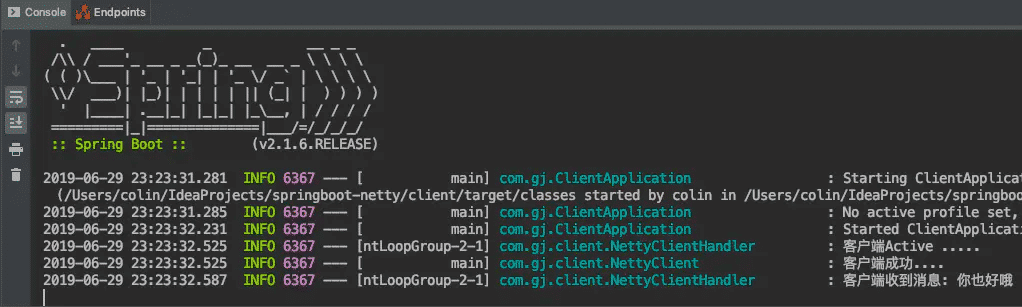 Console Endpoints
  .   ____          _            __ _ _
 /\\ / ___'_ __ _ _(_)_ __  __ _ \ \ \ \
( ( )\___ | '_ | '_| | '_ \/ _` | \ \ \ \
 \\/  ___)| |_)| | | | | || (_| |  ) ) ) )
  '  |____| .__|_| |_|_| |_\__, | / / / /
 =========|_|==============|___/=/_/_/_/
 :: Spring Boot ::        (v2.1.6.RELEASE)
2019-06-29 23:23:31.281  INFO 6367 --- [           main] com.gj.ClientApplication                 : Starting ClientApplica
 (/Users/colin/IdeaProjects/springboot-netty/client/target/classes started by colin in /Users/colin/IdeaProjects/springboo
2019-06-29 23:23:31.285  INFO 6367 --- [           main] com.gj.ClientApplication                 : No active profile set,
2019-06-29 23:23:32.231  INFO 6367 --- [           main] com.gj.ClientApplication                 : Started ClientApplicat
2019-06-29 23:23:32.525  INFO 6367 --- [ntLoopGroup-2-1] com.gj.client.NettyClientHandler         : 客户端Active .....
2019-06-29 23:23:32.525  INFO 6367 --- [           main] com.gj.client.NettyClient                : 客户端成功....
2019-06-29 23:23:32.587  INFO 6367 --- [ntLoopGroup-2-1] com.gj.client.NettyClientHandler         : 客户端收到消息: 你也好哦